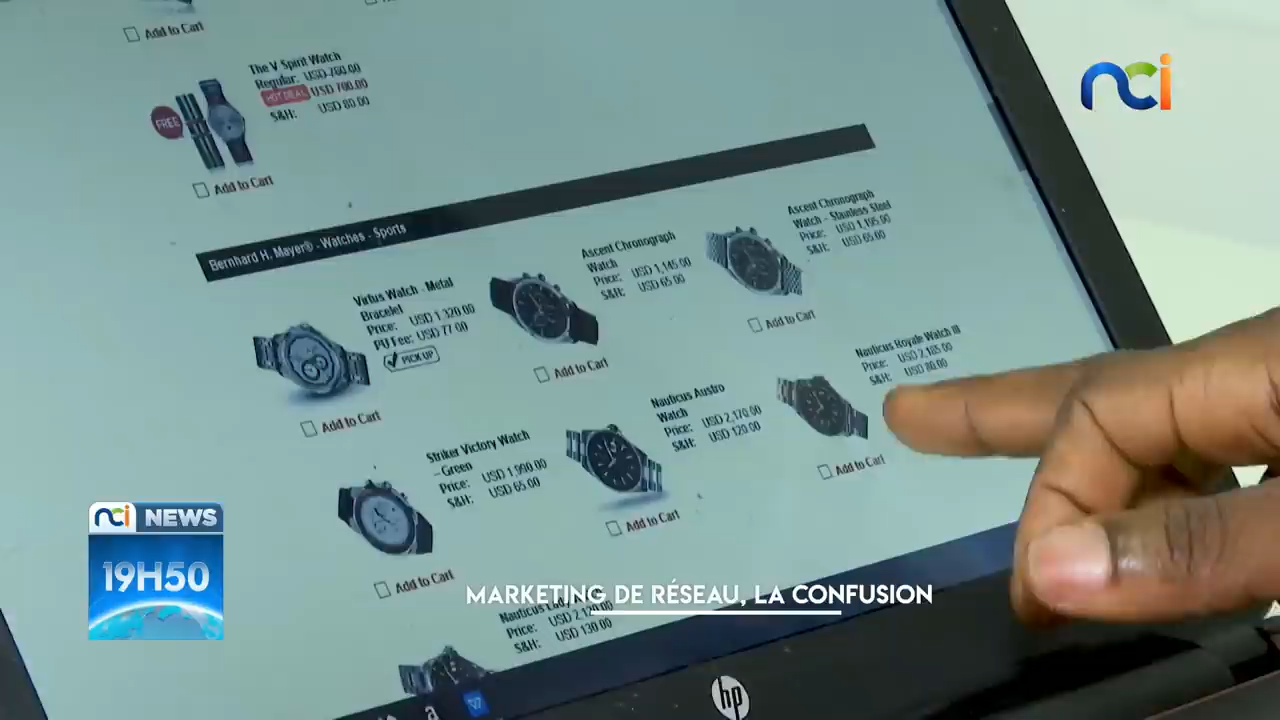 Add to Cart
nci
The V Spirit Watch
Regular: USD 760.00
HOT DEAL USD 700.00
S&H: USD 80.00
FREE
Add to Cart
Bernhard H. Mayer® - Watches - Sports
Virtus Watch - Metal
Bracelet
Price: USD 1,320.00
PU Fee: USD 77.00
PICK UP
Add to Cart
Ascent Chronograph
Watch
Price: USD 1,145.00
S&H: USD 65.00
Add to Cart
Ascent Chronograph
Watch - Stainless Steel
Price: USD 1,195.00
S&H: USD 65.00
Add to Cart
Striker Victory Watch
- Green
Price: USD 1,990.00
S&H: USD 65.00
Add to Cart
Nauticus Austro
Watch
Price: USD 2,170.00
S&H: USD 120.00
Add to Cart
Nauticus Royale Watch III
Price: USD 2,185.00
S&H: USD 80.00
Add to Cart
Nauticus
Price: USD 2,120.00
S&H: USD 130.00
nci NEWS
19H50
MARKETING DE RÉSEAU, LA CONFUSION
hp